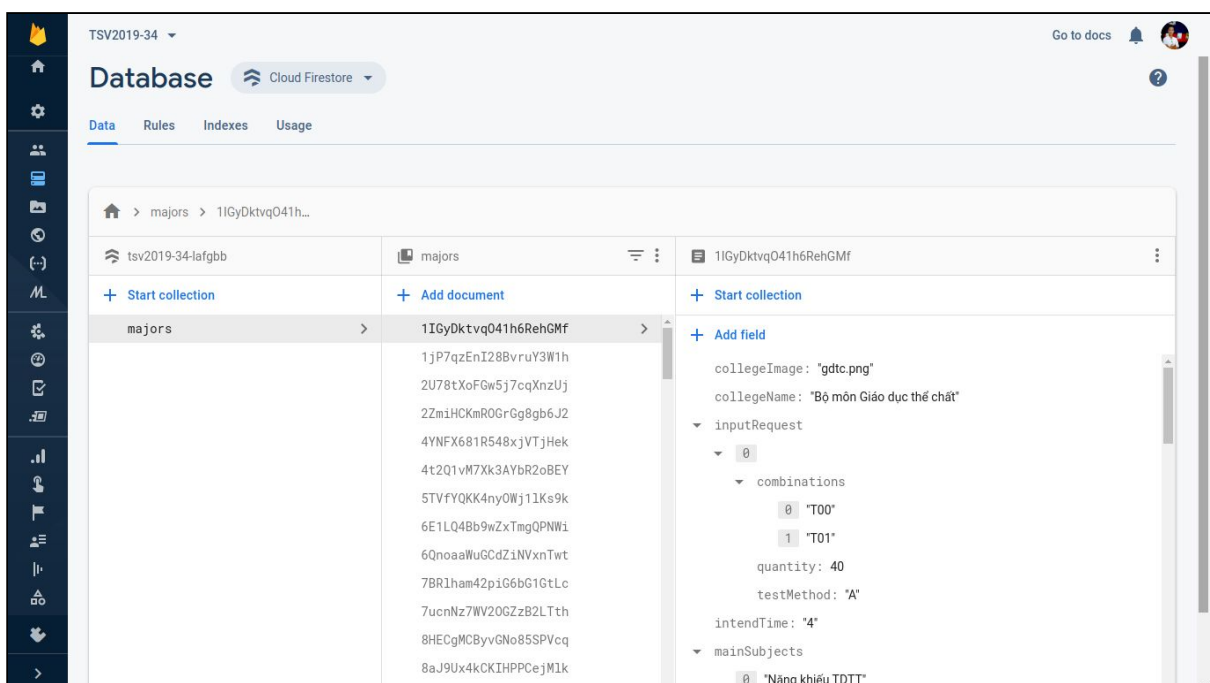 TSV2019-34
Go to docs
Database
Cloud Firestore
Data Rules Indexes Usage
majors > 1IGyDktvqO41h...
tsv2019-34-lafgbb
majors
1IGyDktvqO41h6RehGMf
+ Start collection
+ Add document
+ Start collection
majors
1IGyDktvqO41h6RehGMf
+ Add field
1jP7qzEnI28BvruY3W1h
collegeImage: "gdtc.png"
2U78tXoFGw5j7cqXnzUj
collegeName: "Bộ môn Giáo dục thể chất"
2ZmiHCKmROGrGg8gb6J2
inputRequest
4YNFX681R548xjVTjHek
0
4t2Q1vM7Xk3AYbR2oBEY
combinations
5TVfYQKK4nyOWj1lKs9k
0 "T00"
6E1LQ4Bb9wZxTmgQPNWi
1 "T01"
6QnoaaWuGCdZiNVxnTwt
quantity: 40
7BRlham42piG6bG1GtLc
testMethod: "A"
7ucnNz7WV2OGZzB2LTth
intendTime: "4"
8HECgMCByvGNo85SPVcq
mainSubjects
8aJ9Ux4kCKIHPPCejMlk
0 "Năng khiếu TDTT"